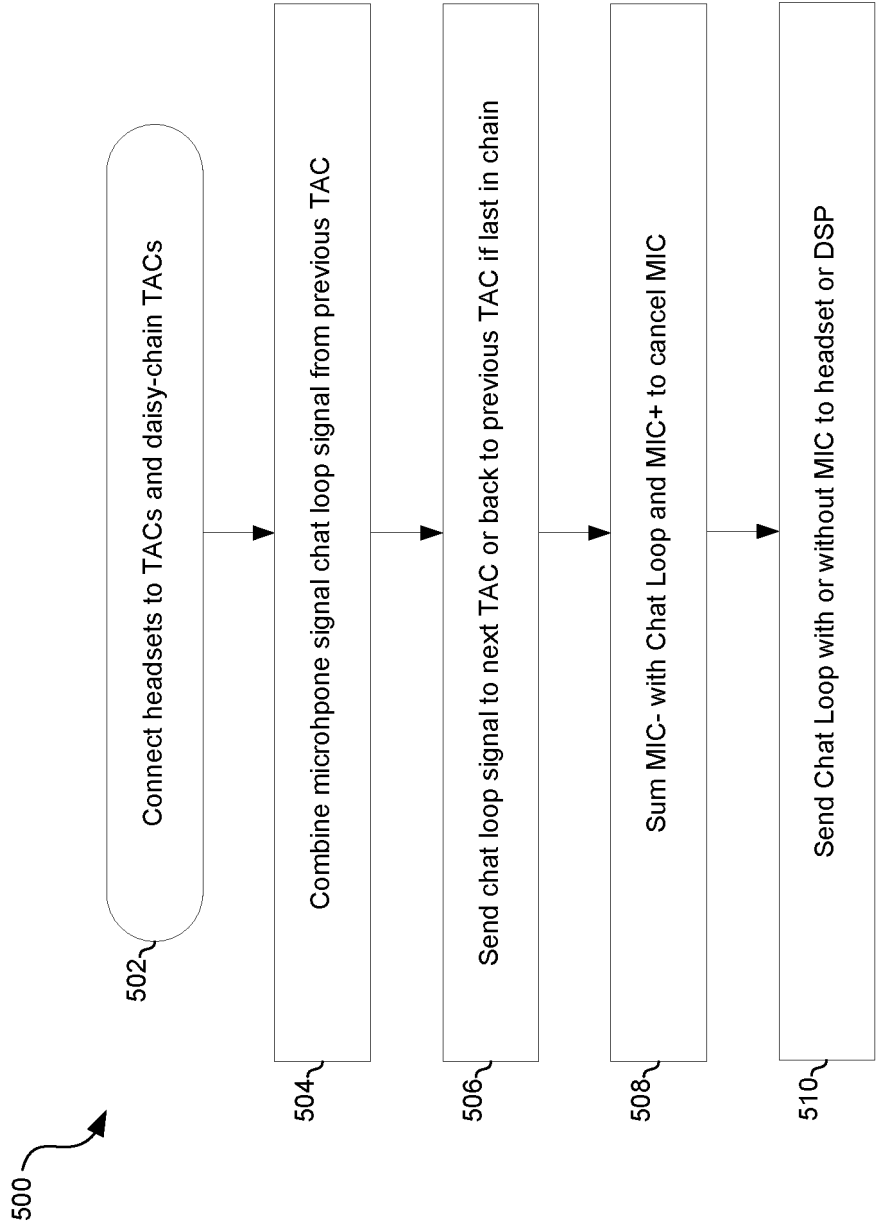 500
502
Connect headsets to TACs and daisy-chain TACs
504
Combine microhpone signal chat loop signal from previous TAC
506
Send chat loop signal to next TAC or back to previous TAC if last in chain
508
Sum MIC- with Chat Loop and MIC+ to cancel MIC
510
Send Chat Loop with or without MIC to headset or DSP